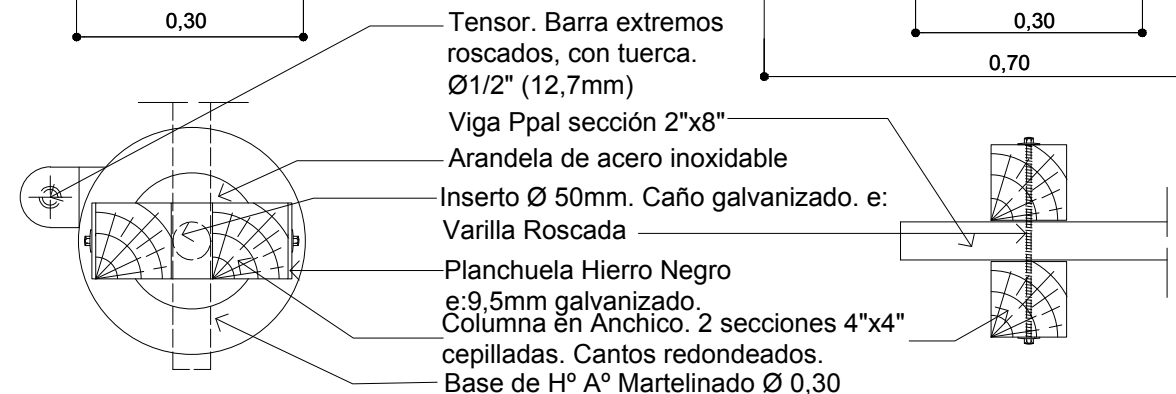 0,30
0,30
0,70
Tensor. Barra extremos
roscados, con tuerca.
Ø1/2" (12,7mm)
Viga Ppal sección 2"x8"
Arandela de acero inoxidable
Inserto Ø 50mm. Caño galvanizado. e:
Varilla Roscada
Planchuela Hierro Negro
e:9,5mm galvanizado.
Columna en Anchico. 2 secciones 4"x4"
cepilladas. Cantos redondeados.
Base de Hº Aº Martelinado Ø 0,30